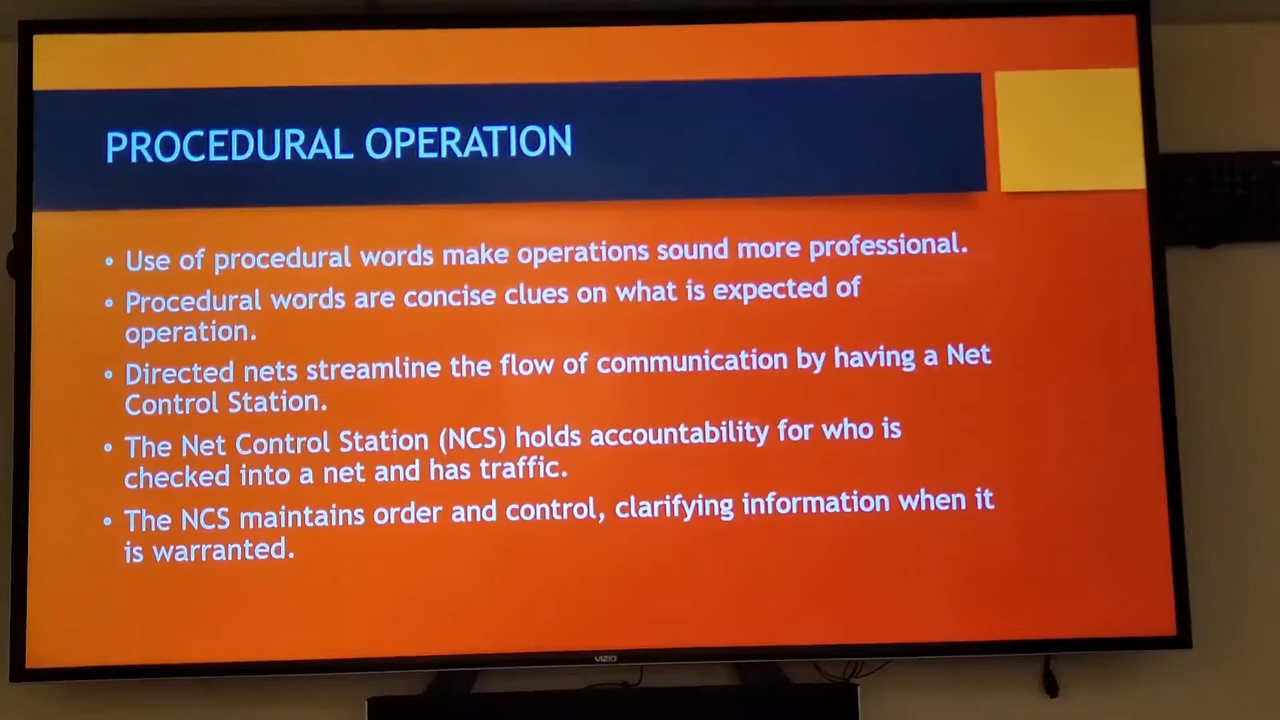 PROCEDURAL OPERATION
• Use of procedural words make operations sound more professional.
• Procedural words are concise clues on what is expected of
operation.
• Directed nets streamline the flow of communication by having a Net
Control Station.
• The Net Control Station (NCS) holds accountability for who is
checked into a net and has traffic.
• The NCS maintains order and control, clarifying information when it
is warranted.
VIZIO